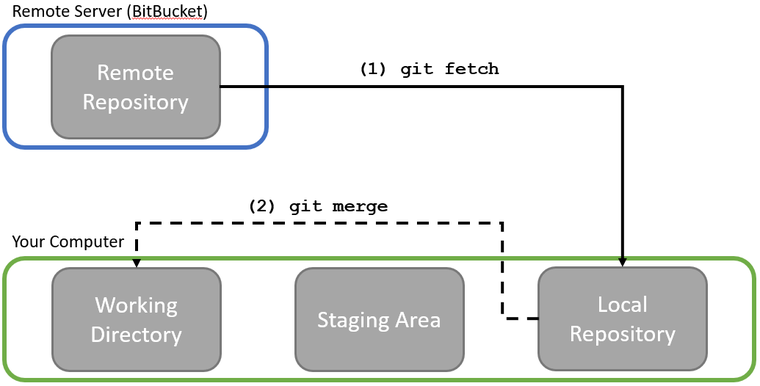 Remote Server (BitBucket)
Remote
Repository
(1) git fetch
(2) git merge
Your Computer
Working
Directory
Staging Area
Local
Repository